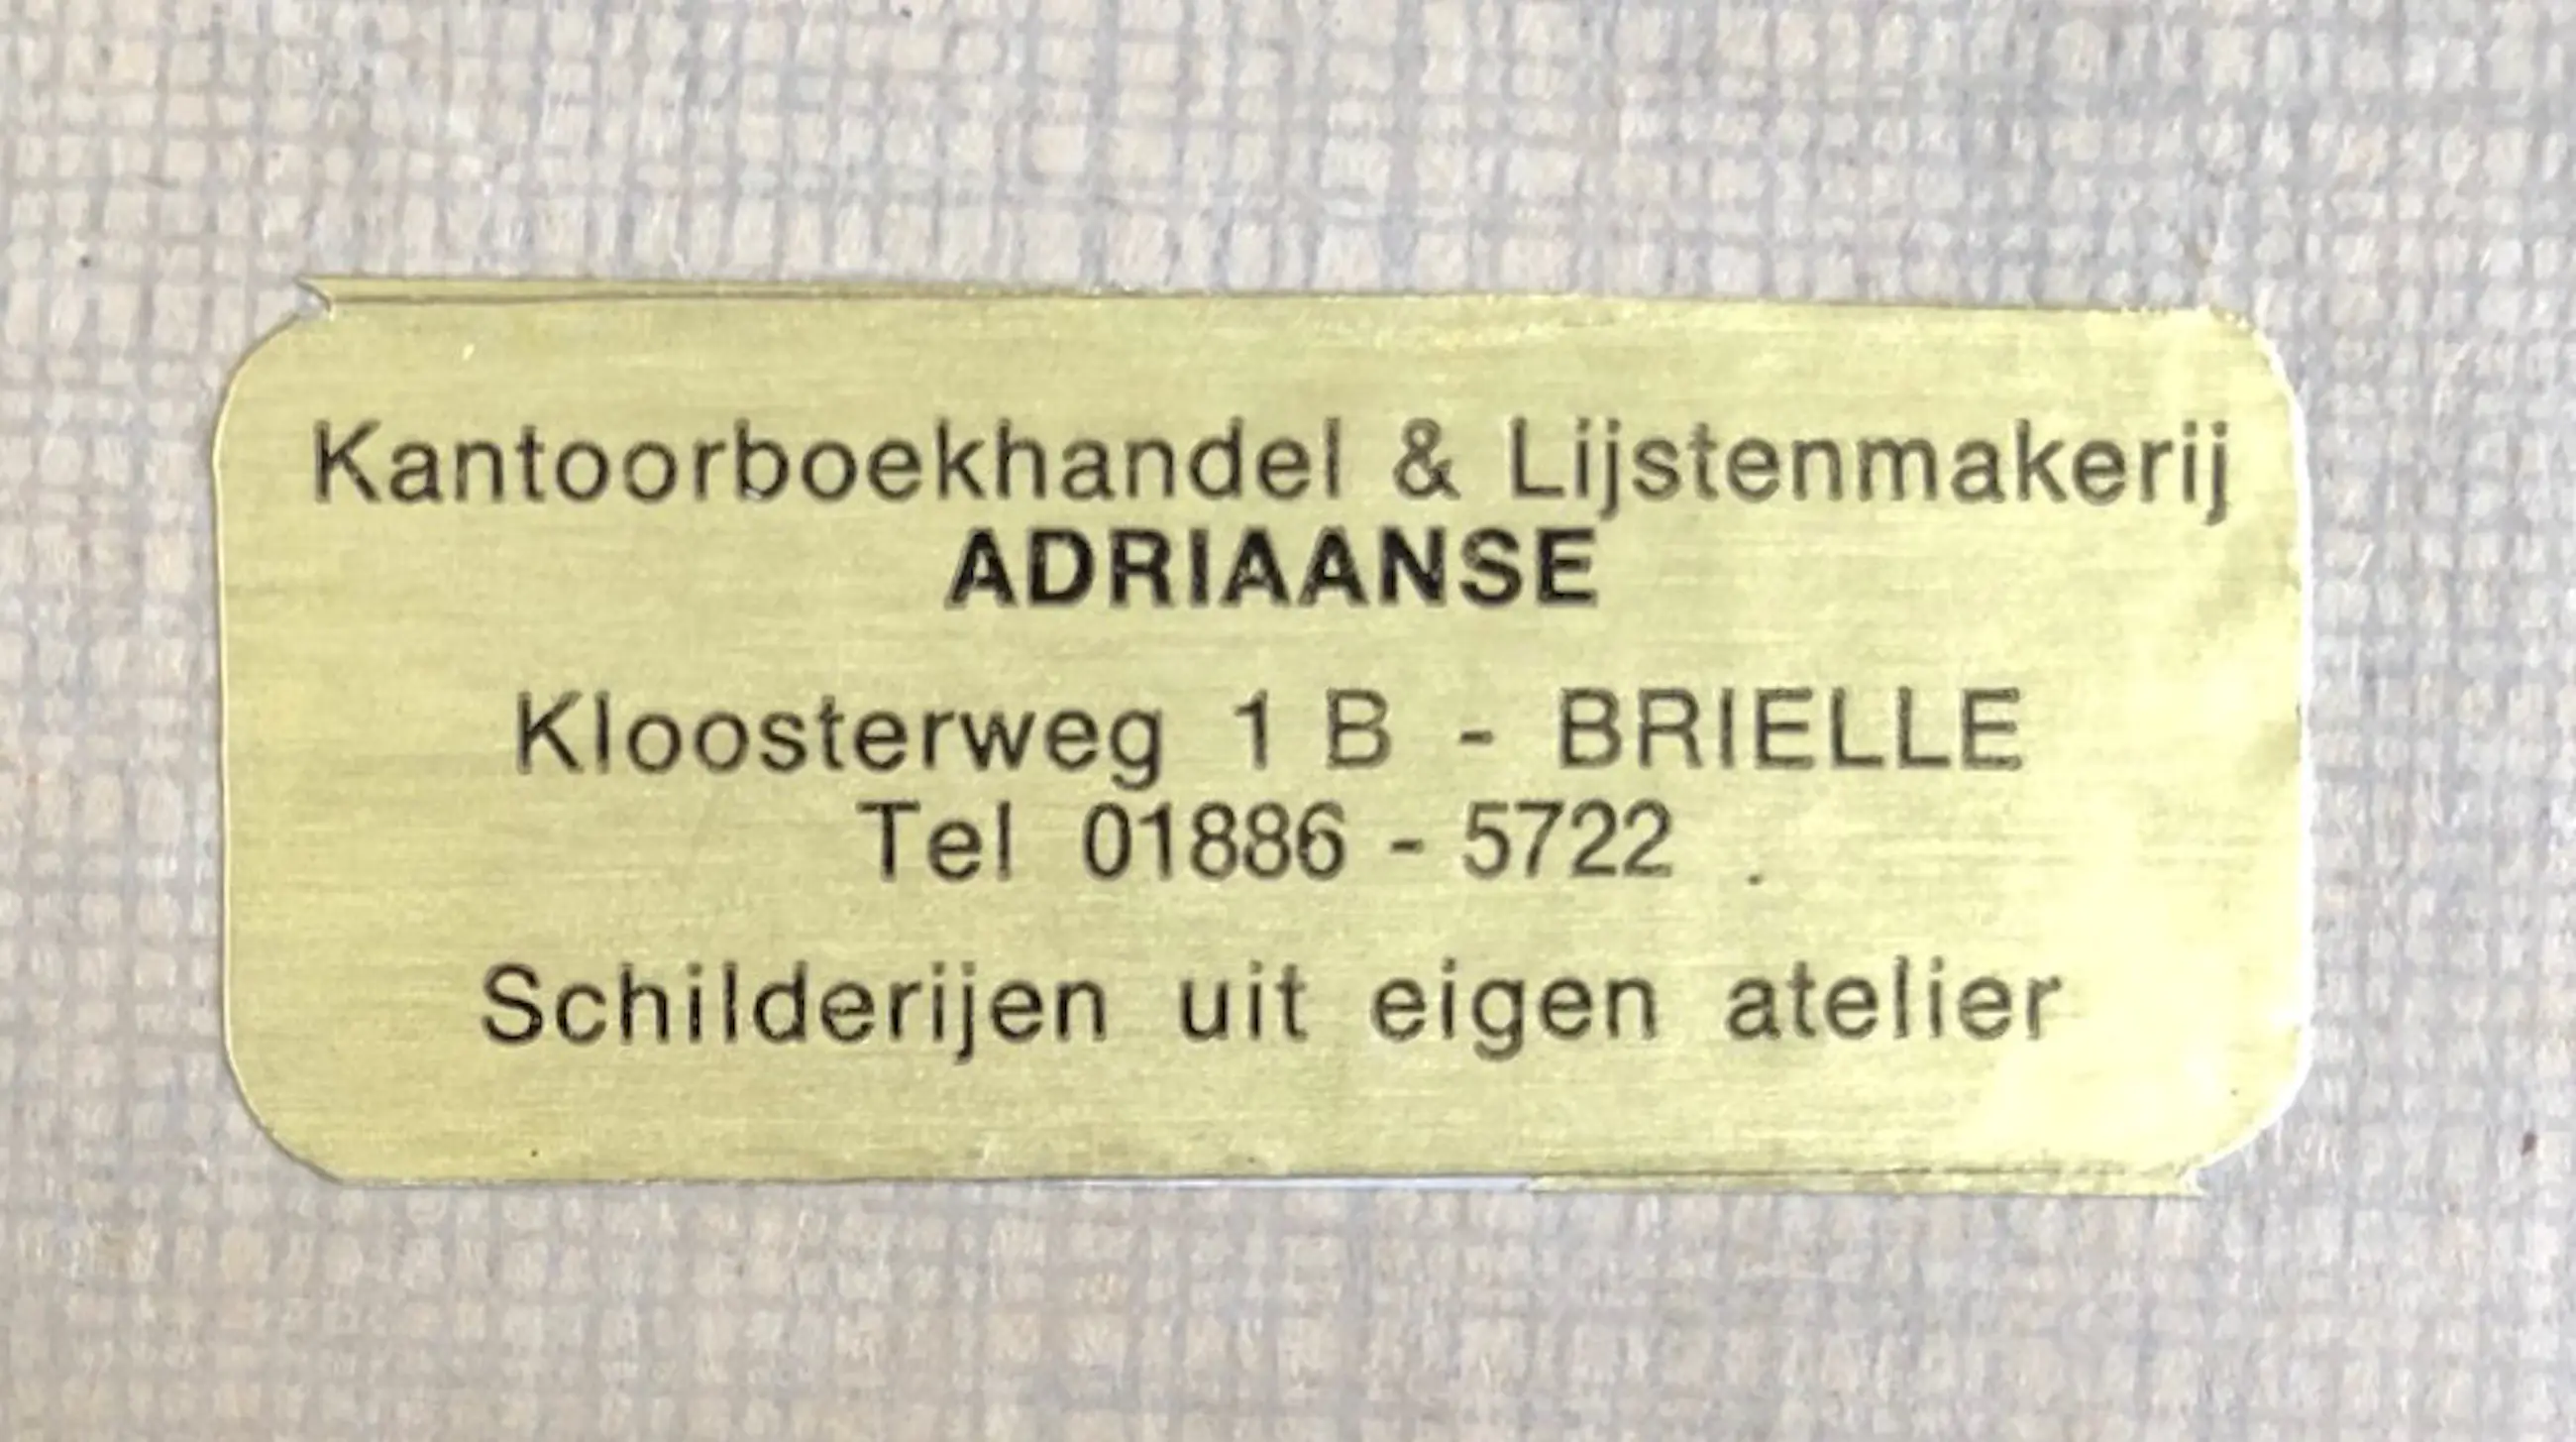 Kantoorboekhandel & Lijstenmakerij
ADRIAANSE
Kloosterweg 1 B - BRIELLE
Tel 01886 - 5722
Schilderijen uit eigen atelier